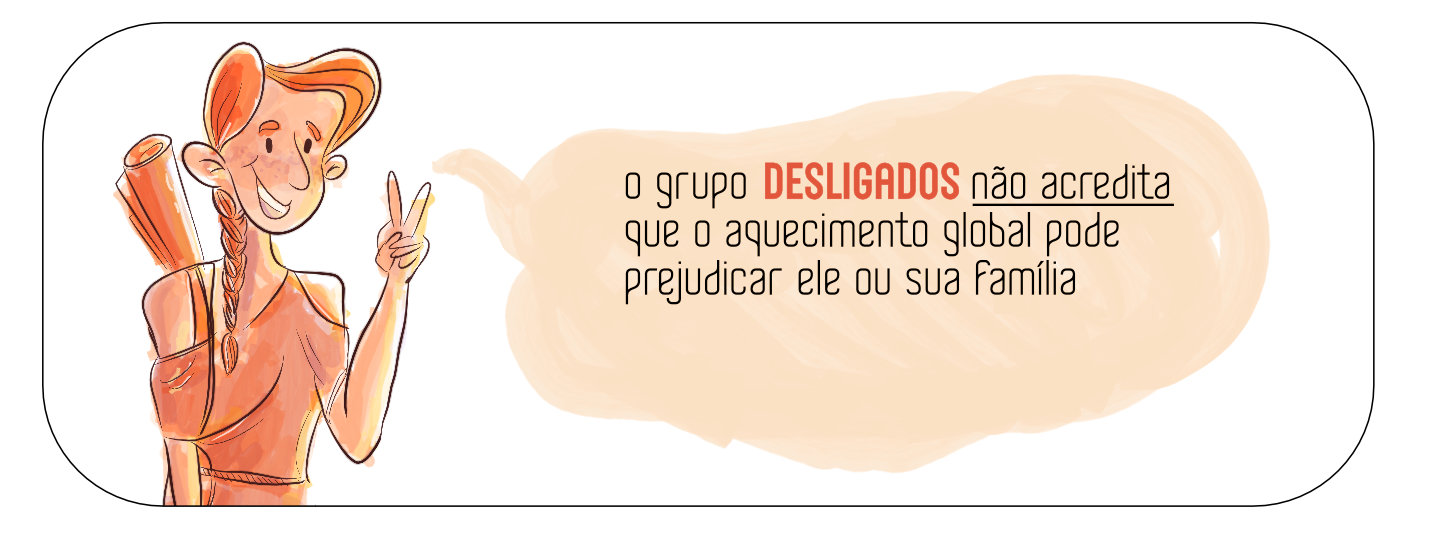 o grupo DESLIGADOS não acredita
que o aquecimento global pode
prejudicar ele ou sua família